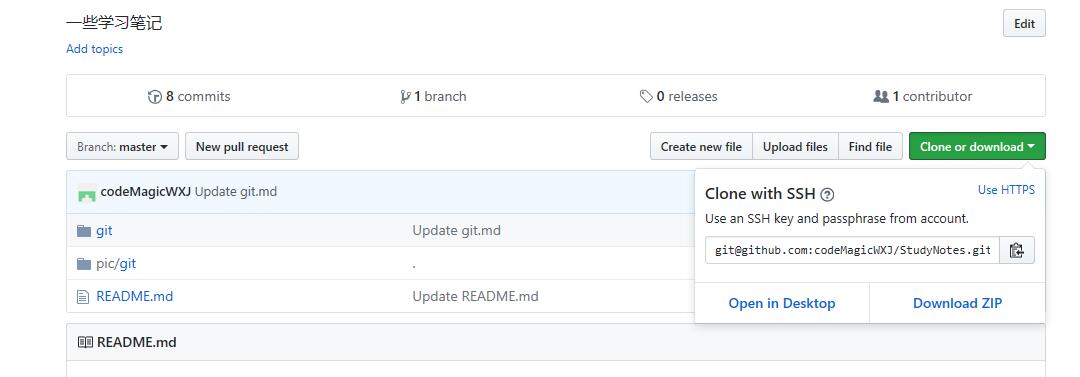 一些学习笔记
Edit
Add topics
8 commits
1 branch
0 releases
1 contributor
Branch: master
New pull request
Create new file
Upload files
Find file
Clone or download
codeMagicWXJ Update git.md
Clone with SSH
Use HTTPS
Use an SSH key and passphrase from account.
git@github.com:codeMagicWXJ/StudyNotes.git
Open in Desktop
Download ZIP
git
Update git.md
pic/git
.
README.md
Update README.md
README.md